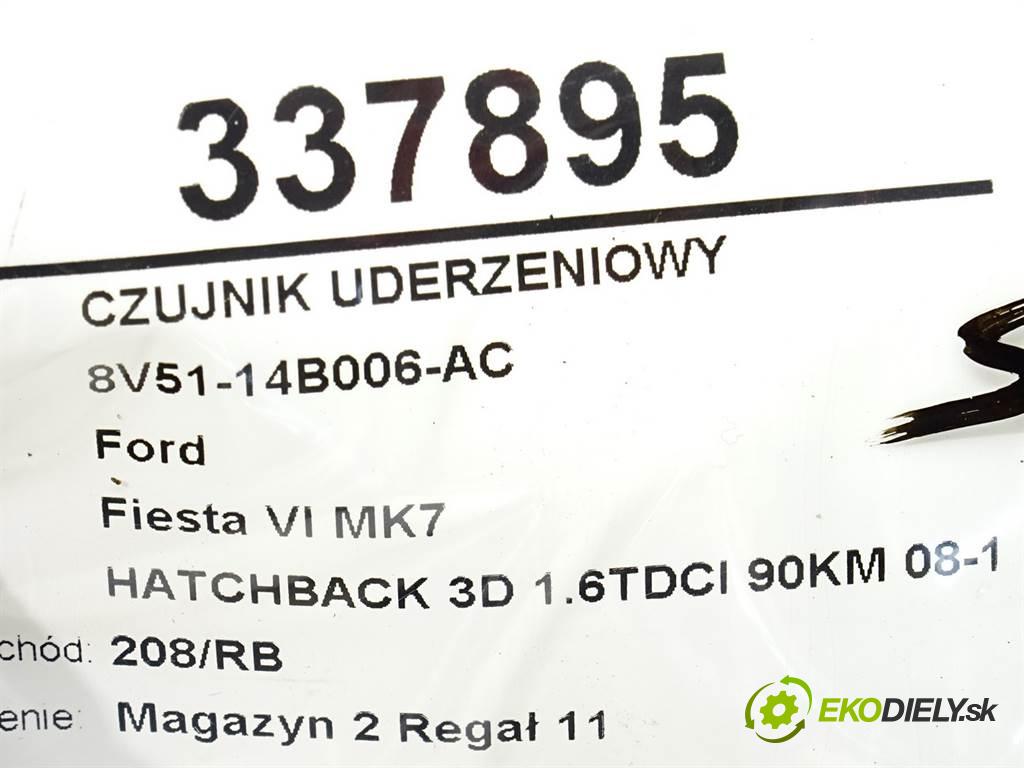 337895
CZUJNIK UDERZENIOWY
8V51-14B006-AC
Ford
Fiesta VI MK7
HATCHBACK 3D 1.6TDCI 90KM 08-1
chód: 208/RB
enie: Magazyn 2 Regał 11
EKODIELY.sk